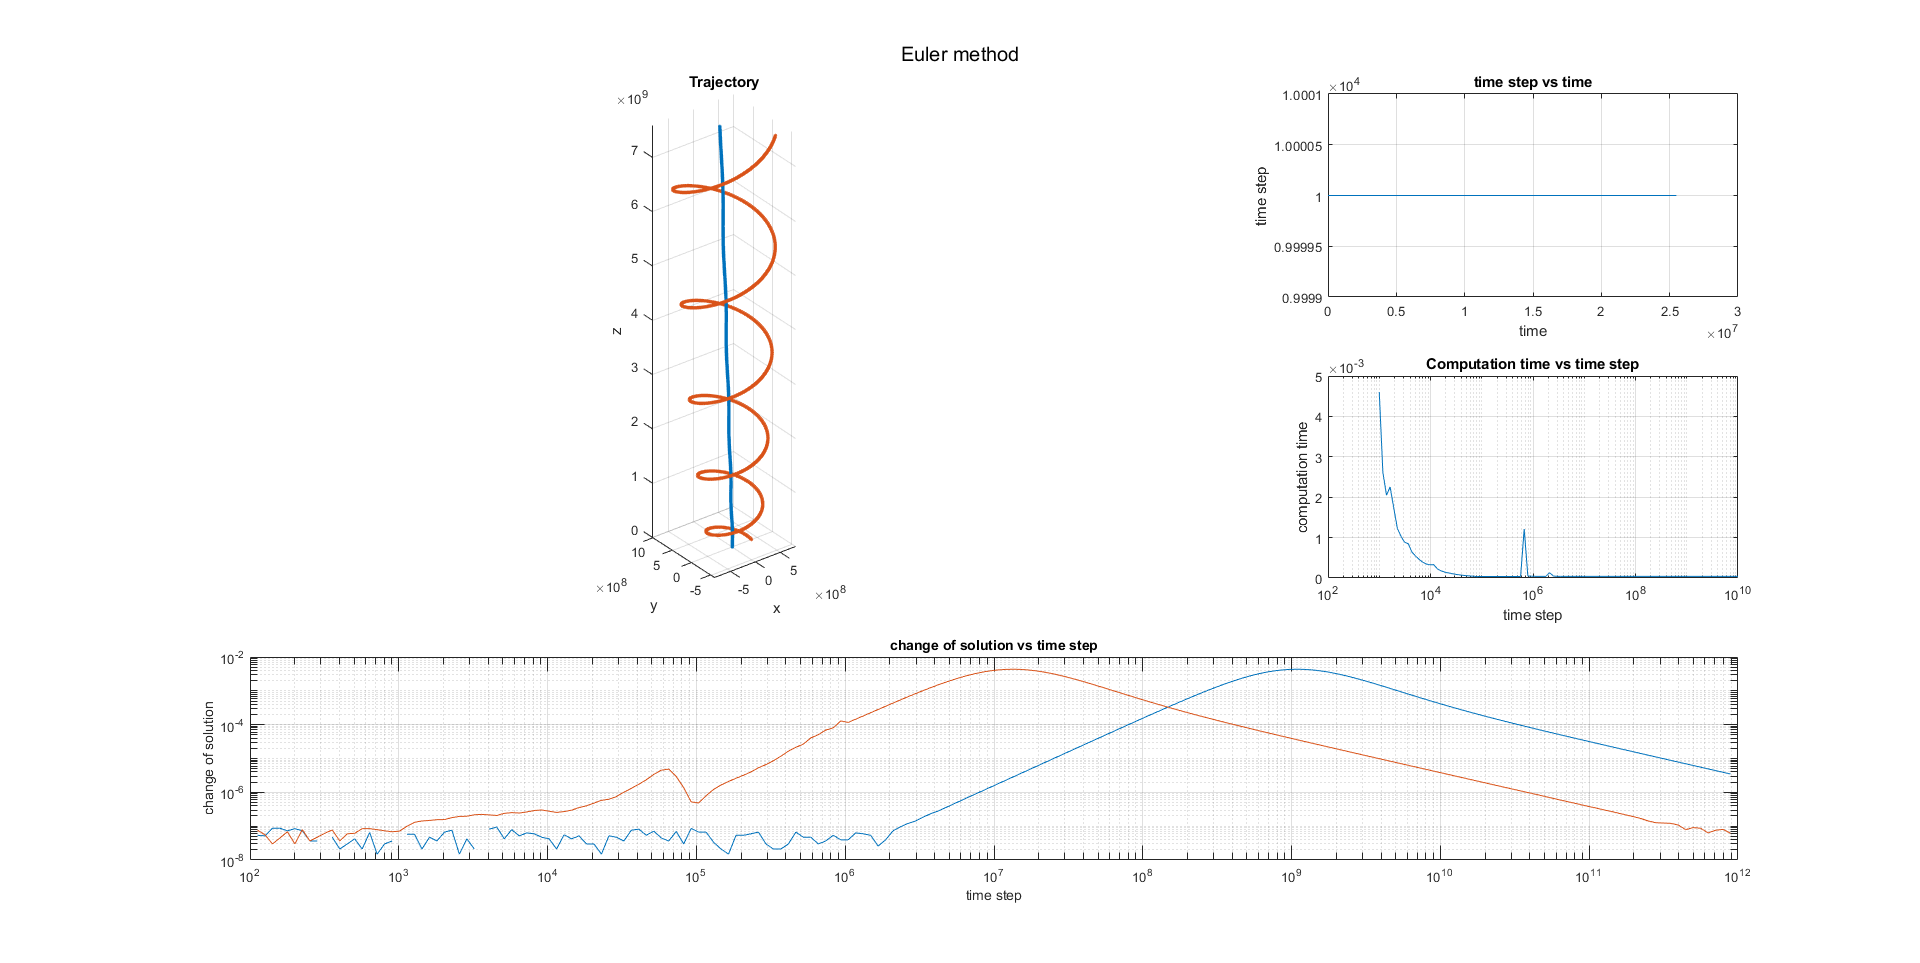 Euler method
Trajectory
×10^9
7
6
5
4
3
2
1
0
z
10
5
0
-5
×10^8
y
-5
0
5
×10^8
x
time step vs time
×10^4
1.0001
1.00005
1
0.99995
0.9999
time step
0 0.5 1 1.5 2 2.5 3
time
×10^7
Computation time vs time step
×10^-3
5
4
3
2
1
0
computation time
10^2 10^4 10^6 10^8 10^10
time step
change of solution vs time step
10^-2
10^-4
10^-6
10^-8
change of solution
10^2 10^3 10^4 10^5 10^6 10^7 10^8 10^9 10^10 10^11 10^12
time step